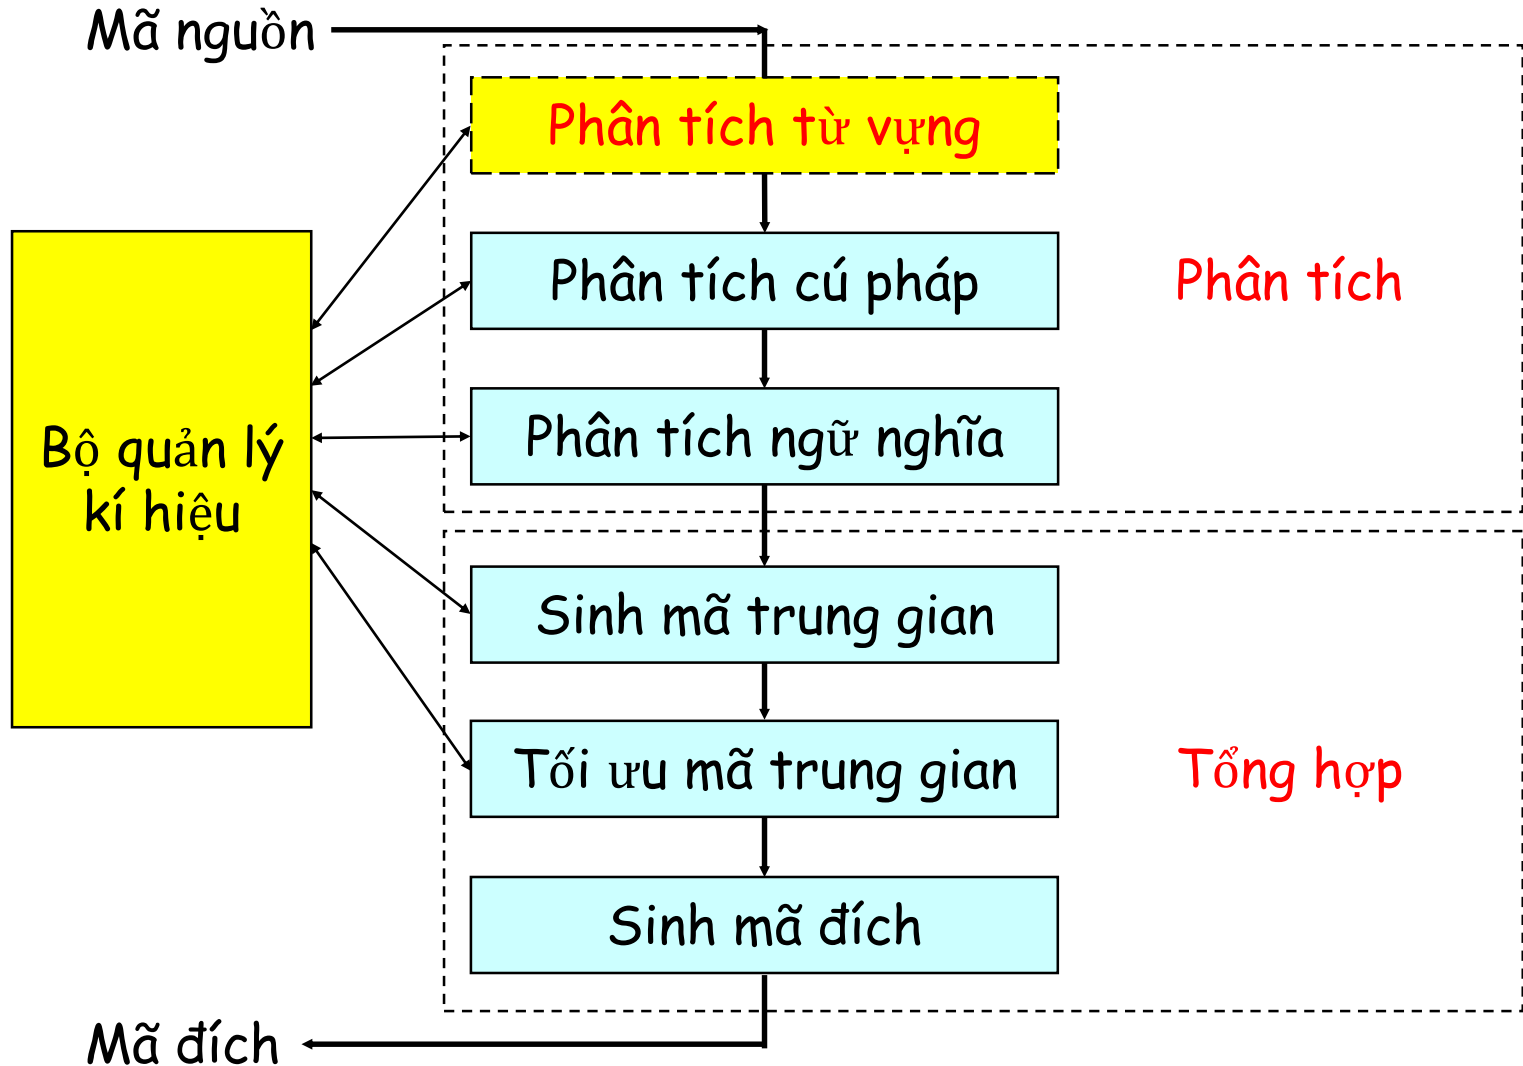 Mã nguồn
Phân tích từ vựng
Phân tích cú pháp
Phân tích
Phân tích ngữ nghĩa
Bộ quản lý
kí hiệu
Sinh mã trung gian
Tối ưu mã trung gian
Tổng hợp
Sinh mã đích
Mã đích